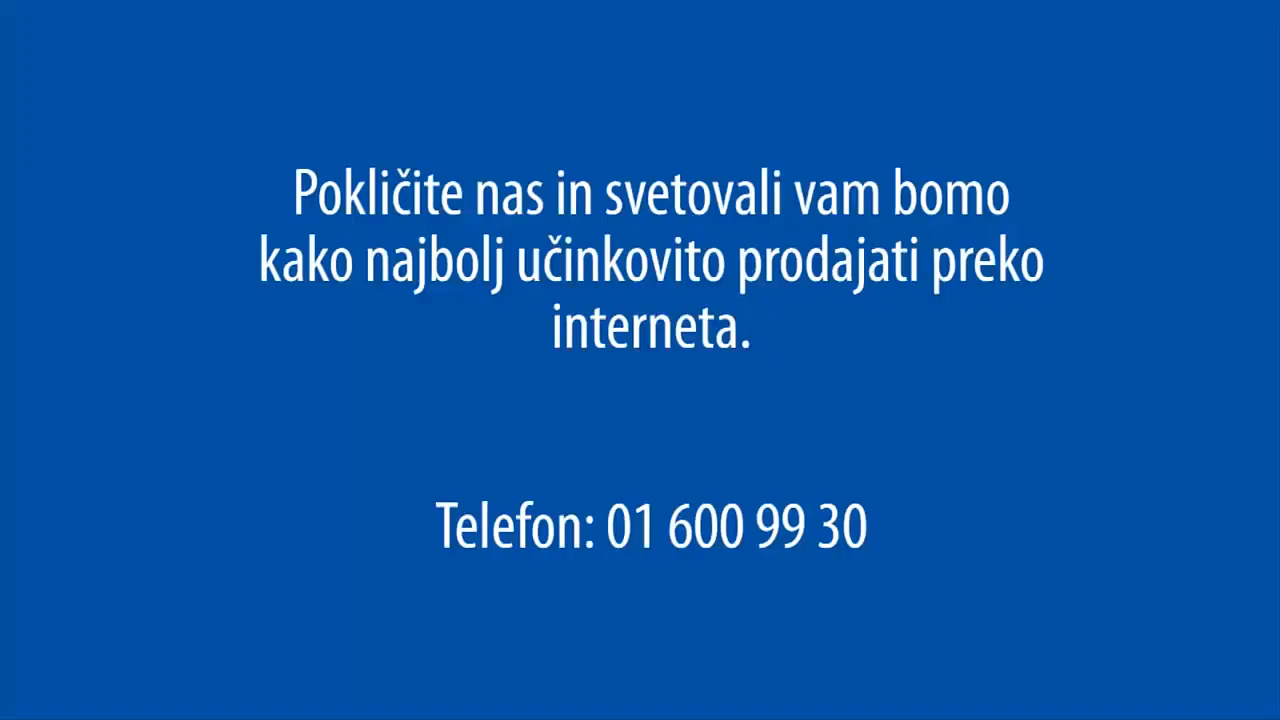 Pokličite nas in svetovali vam bomo
kako najbolj učinkovito prodajati preko
interneta.
Telefon: 01 600 99 30